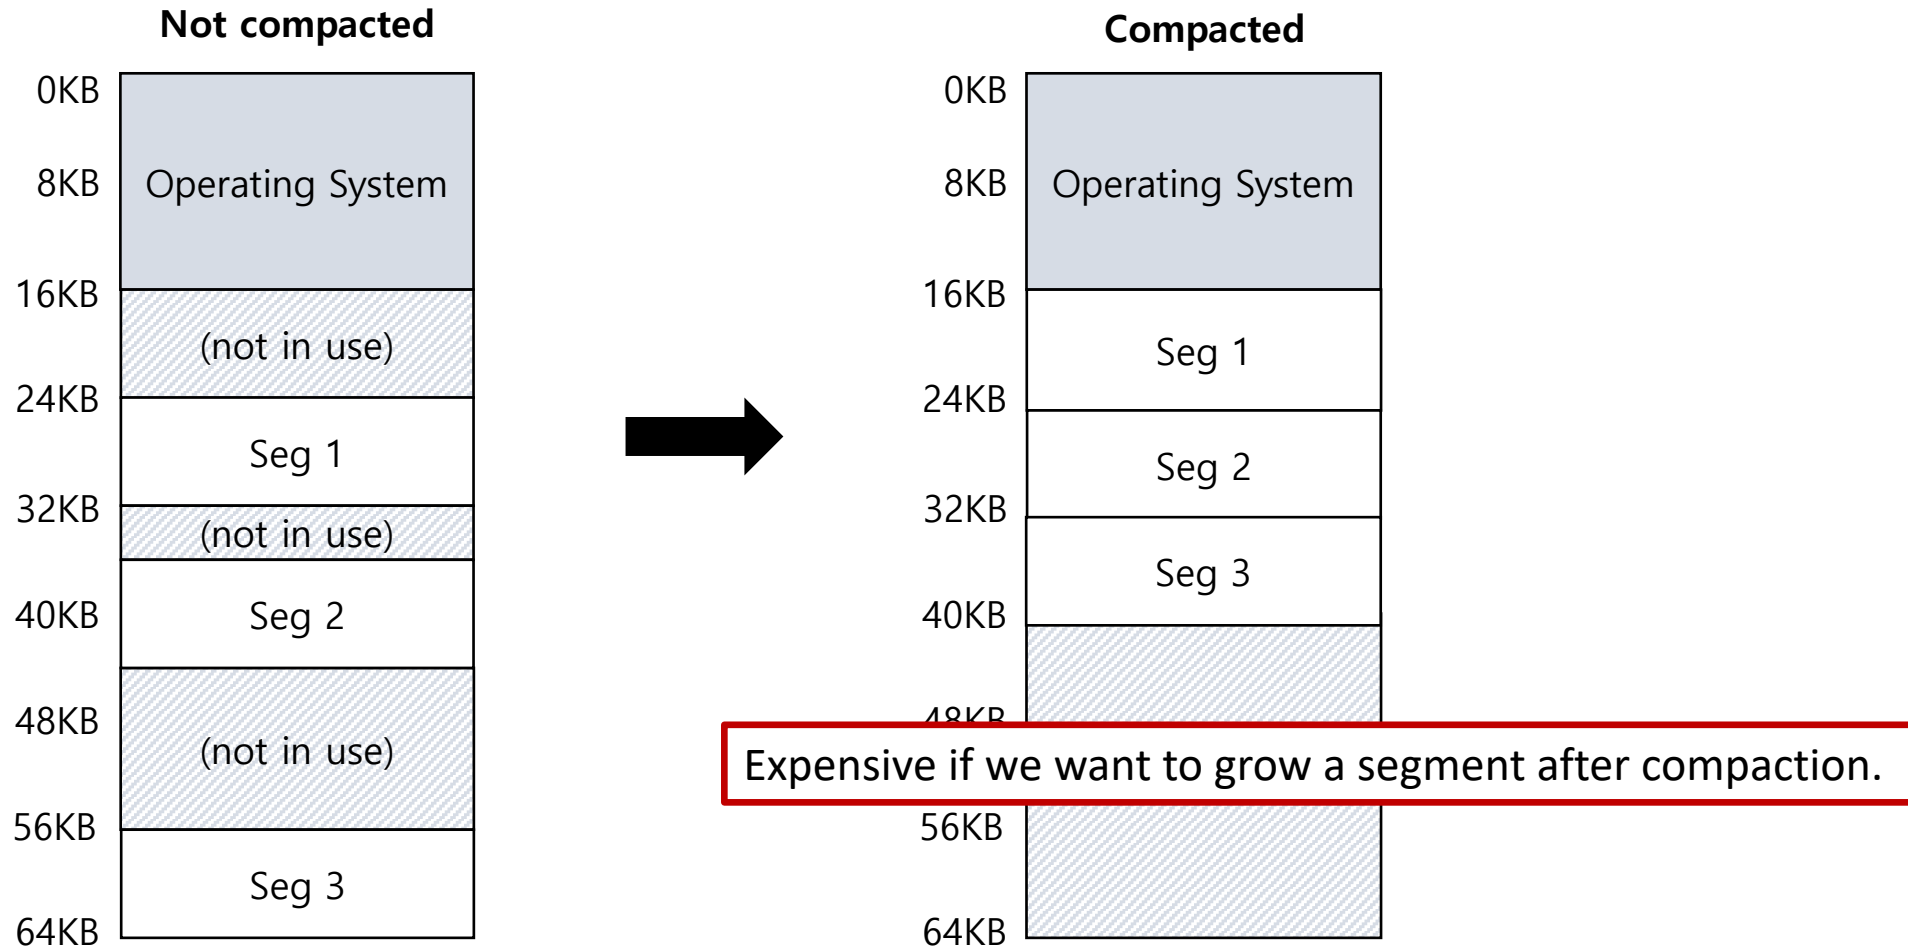 Not compacted
0KB
8KB
Operating System
16KB
(not in use)
24KB
Seg 1
32KB
(not in use)
40KB
Seg 2
48KB
(not in use)
56KB
Seg 3
64KB
Compacted
0KB
8KB
Operating System
16KB
Seg 1
24KB
Seg 2
32KB
Seg 3
40KB
48KB
Expensive if we want to grow a segment after compaction.
56KB
64KB